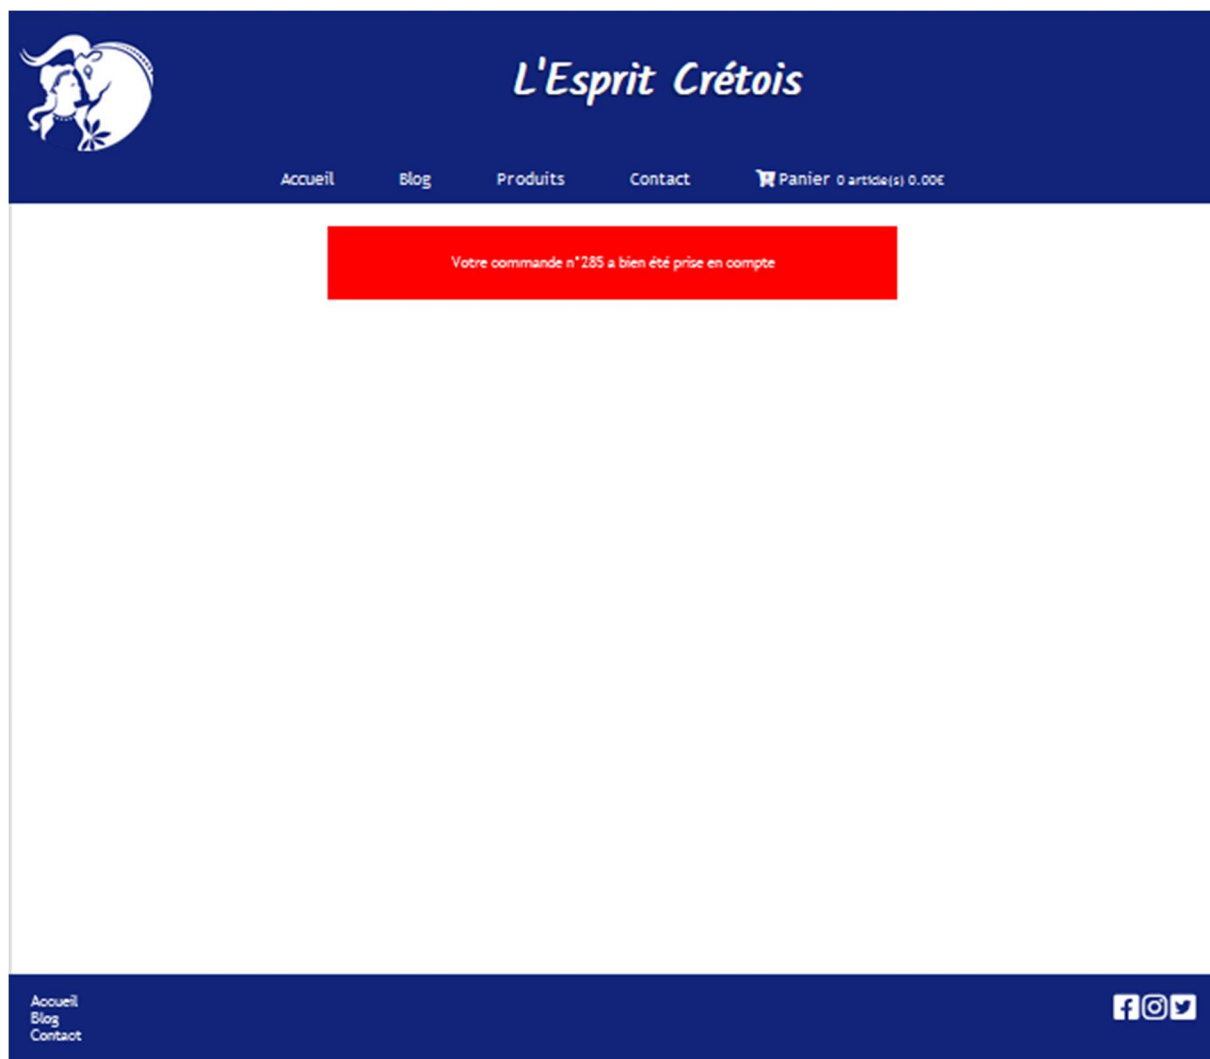 L'Esprit Crétois
Accueil Blog Produits Contact Panier 0 article(s) 0.00€
Votre commande n°285 a bien été prise en compte
Accueil
Blog
Contact